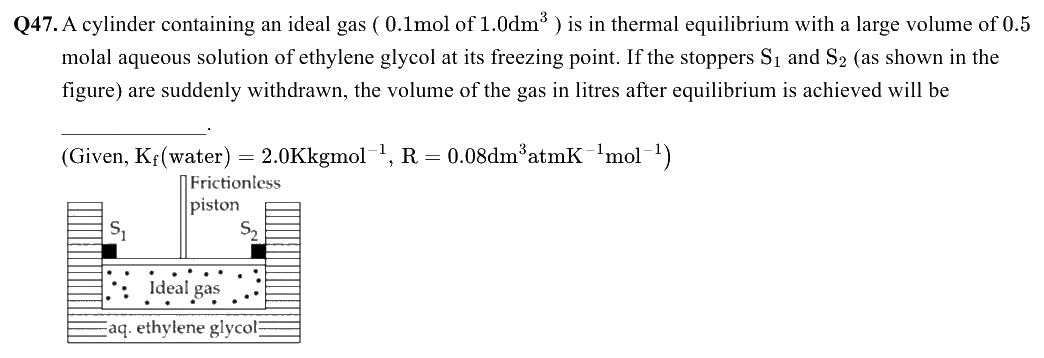 Q47. A cylinder containing an ideal gas ( 0.1mol of 1.0dm³ ) is in thermal equilibrium with a large volume of 0.5
molal aqueous solution of ethylene glycol at its freezing point. If the stoppers S₁ and S₂ (as shown in the
figure) are suddenly withdrawn, the volume of the gas in litres after equilibrium is achieved will be
______________.
(Given, K_f(water) = 2.0Kkgmol⁻¹, R = 0.08dm³atmK⁻¹mol⁻¹)
Frictionless
piston
S₁ S₂
Ideal gas
aq. ethylene glycol